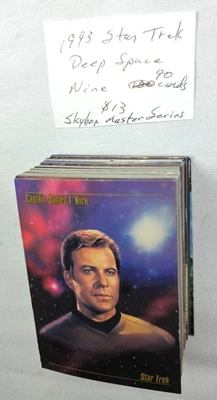 1993 Star Trek
Deep Space
Nine 90 cards
$13
Skybox Master Series
Captain James T Kirk
Star Trek